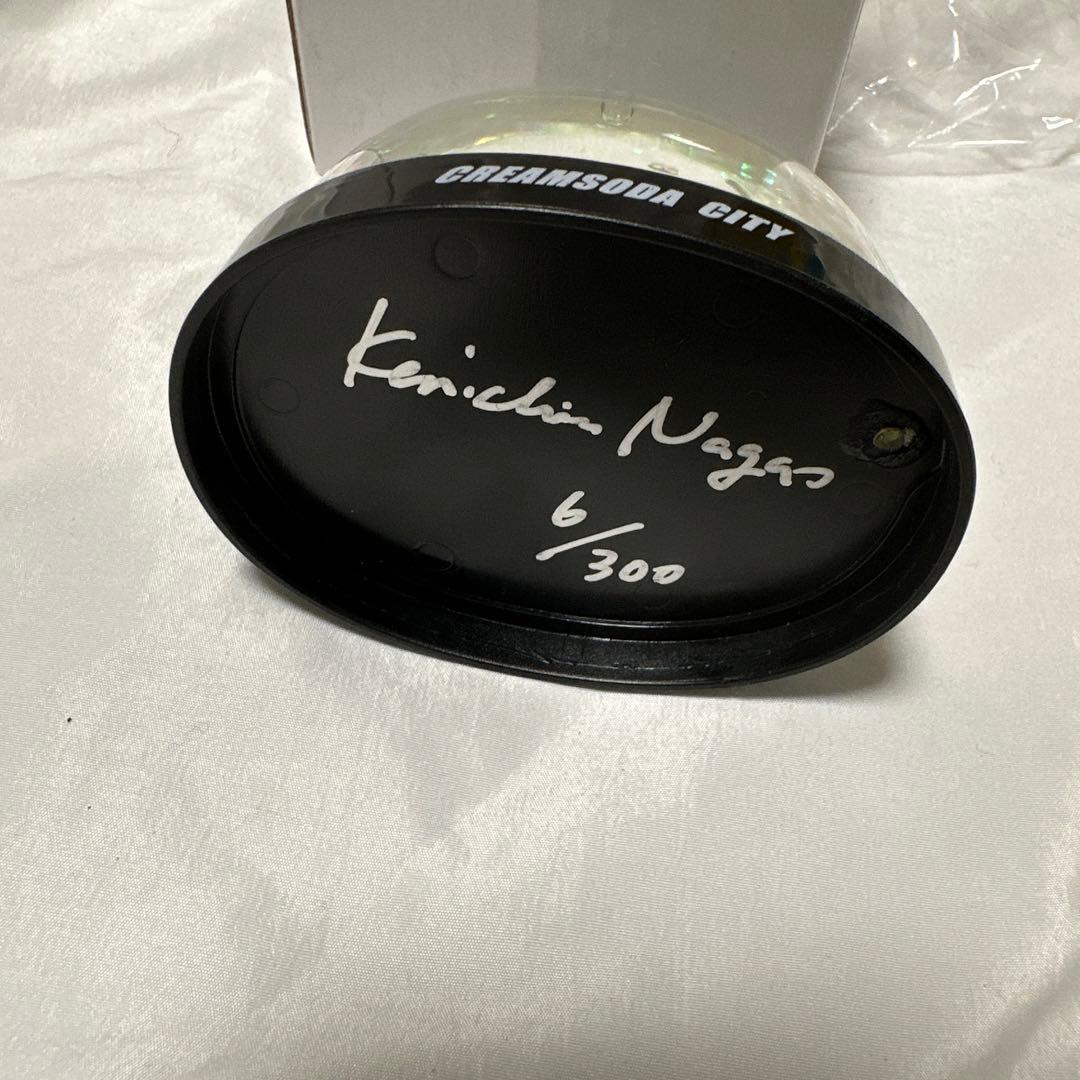 CREAMSODA CITY
Kenichiro Nagao
6/300